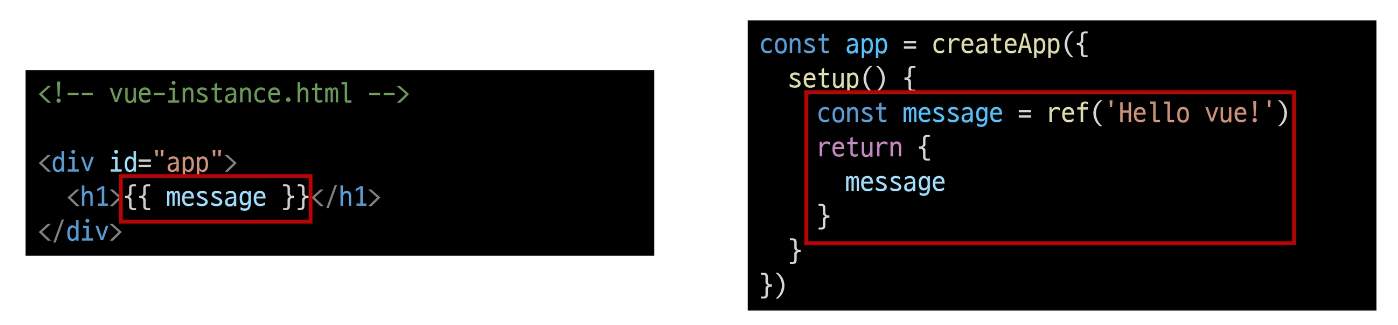 <!-- vue-instance.html -->
<div id="app">
  <h1>{{ message }}</h1>
</div>
const app = createApp({
  setup() {
    const message = ref('Hello vue!')
    return {
      message
    }
  }
})